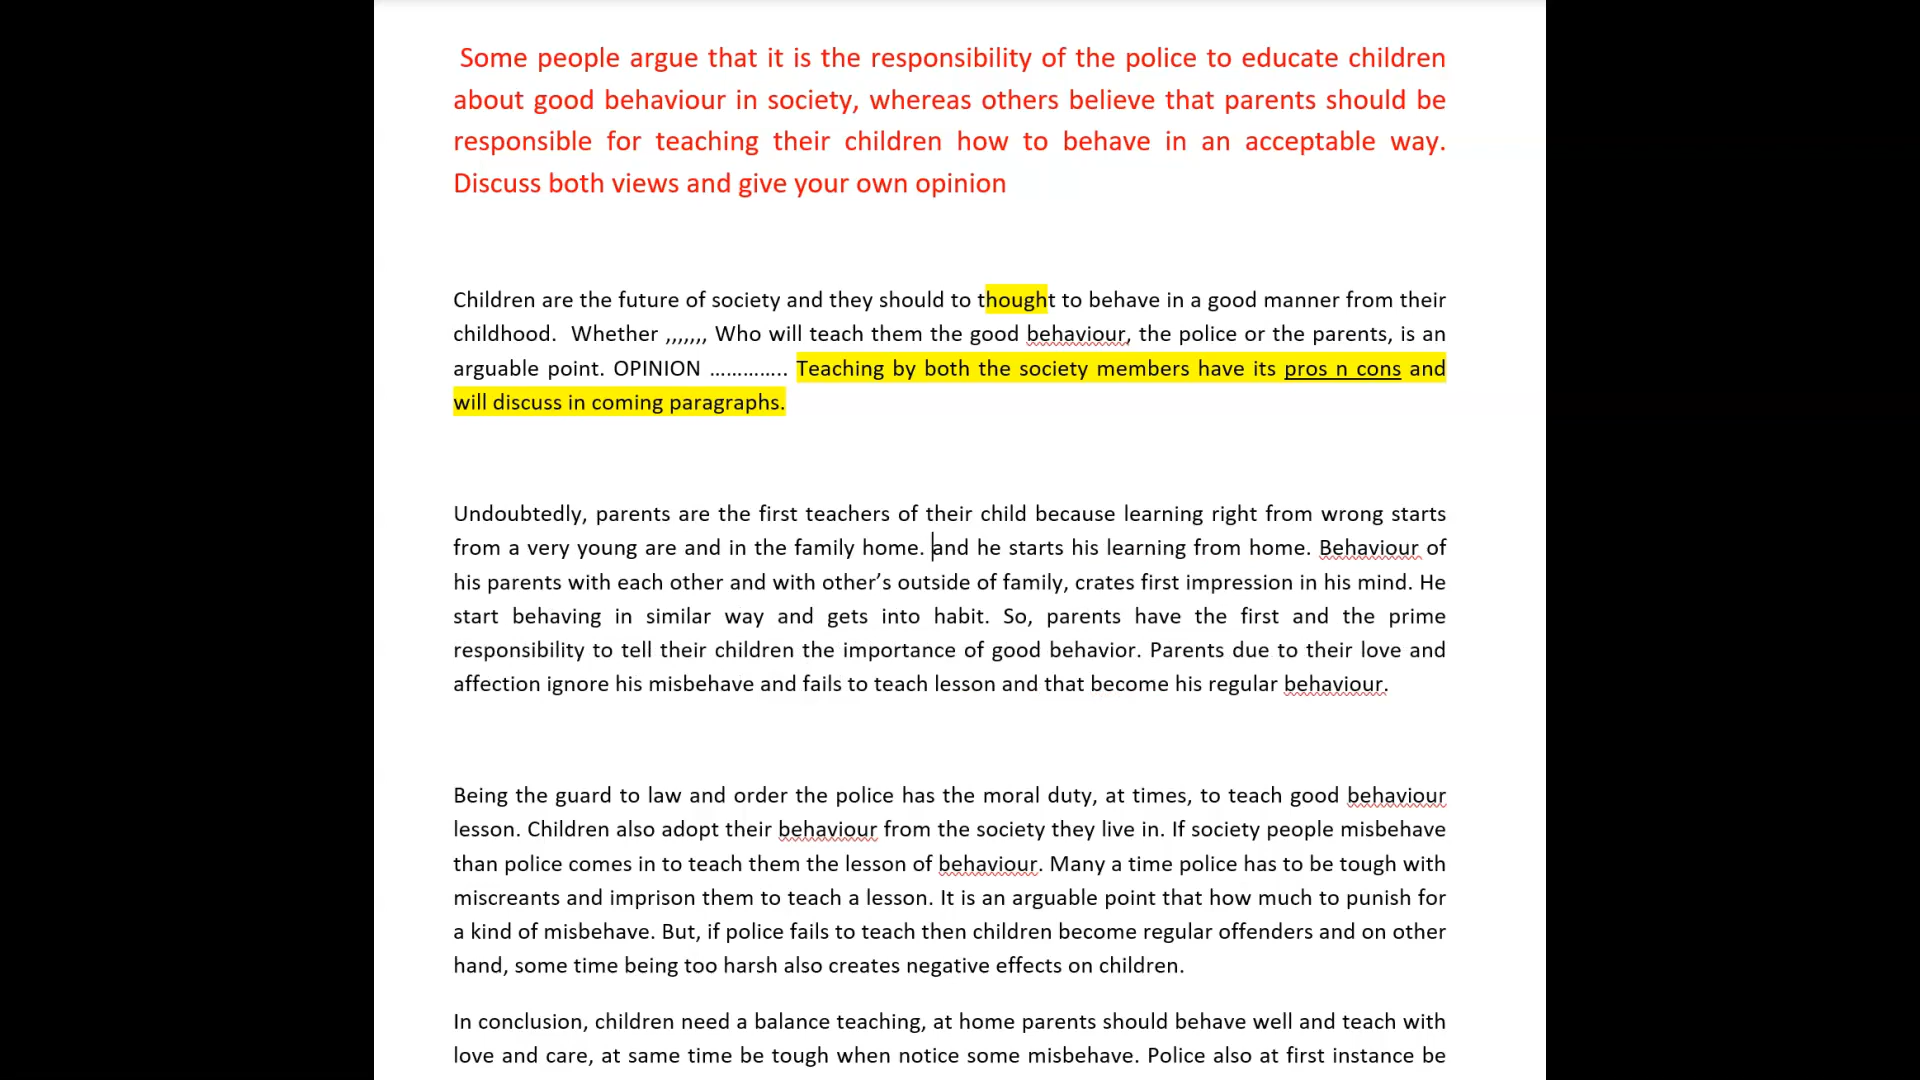 Some people argue that it is the responsibility of the police to educate children
about good behaviour in society, whereas others believe that parents should be
responsible for teaching their children how to behave in an acceptable way.
Discuss both views and give your own opinion
Children are the future of society and they should to thought to behave in a good manner from their
childhood.  Whether ,,,,,,, Who will teach them the good behaviour, the police or the parents, is an
arguable point. OPINION ………….. Teaching by both the society members have its pros n cons and
will discuss in coming paragraphs.
Undoubtedly, parents are the first teachers of their child because learning right from wrong starts
from a very young are and in the family home. and he starts his learning from home. Behaviour of
his parents with each other and with other’s outside of family, crates first impression in his mind. He
start behaving in similar way and gets into habit. So, parents have the first and the prime
responsibility to tell their children the importance of good behavior. Parents due to their love and
affection ignore his misbehave and fails to teach lesson and that become his regular behaviour.
Being the guard to law and order the police has the moral duty, at times, to teach good behaviour
lesson. Children also adopt their behaviour from the society they live in. If society people misbehave
than police comes in to teach them the lesson of behaviour. Many a time police has to be tough with
miscreants and imprison them to teach a lesson. It is an arguable point that how much to punish for
a kind of misbehave. But, if police fails to teach then children become regular offenders and on other
hand, some time being too harsh also creates negative effects on children.
In conclusion, children need a balance teaching, at home parents should behave well and teach with
love and care, at same time be tough when notice some misbehave. Police also at first instance be